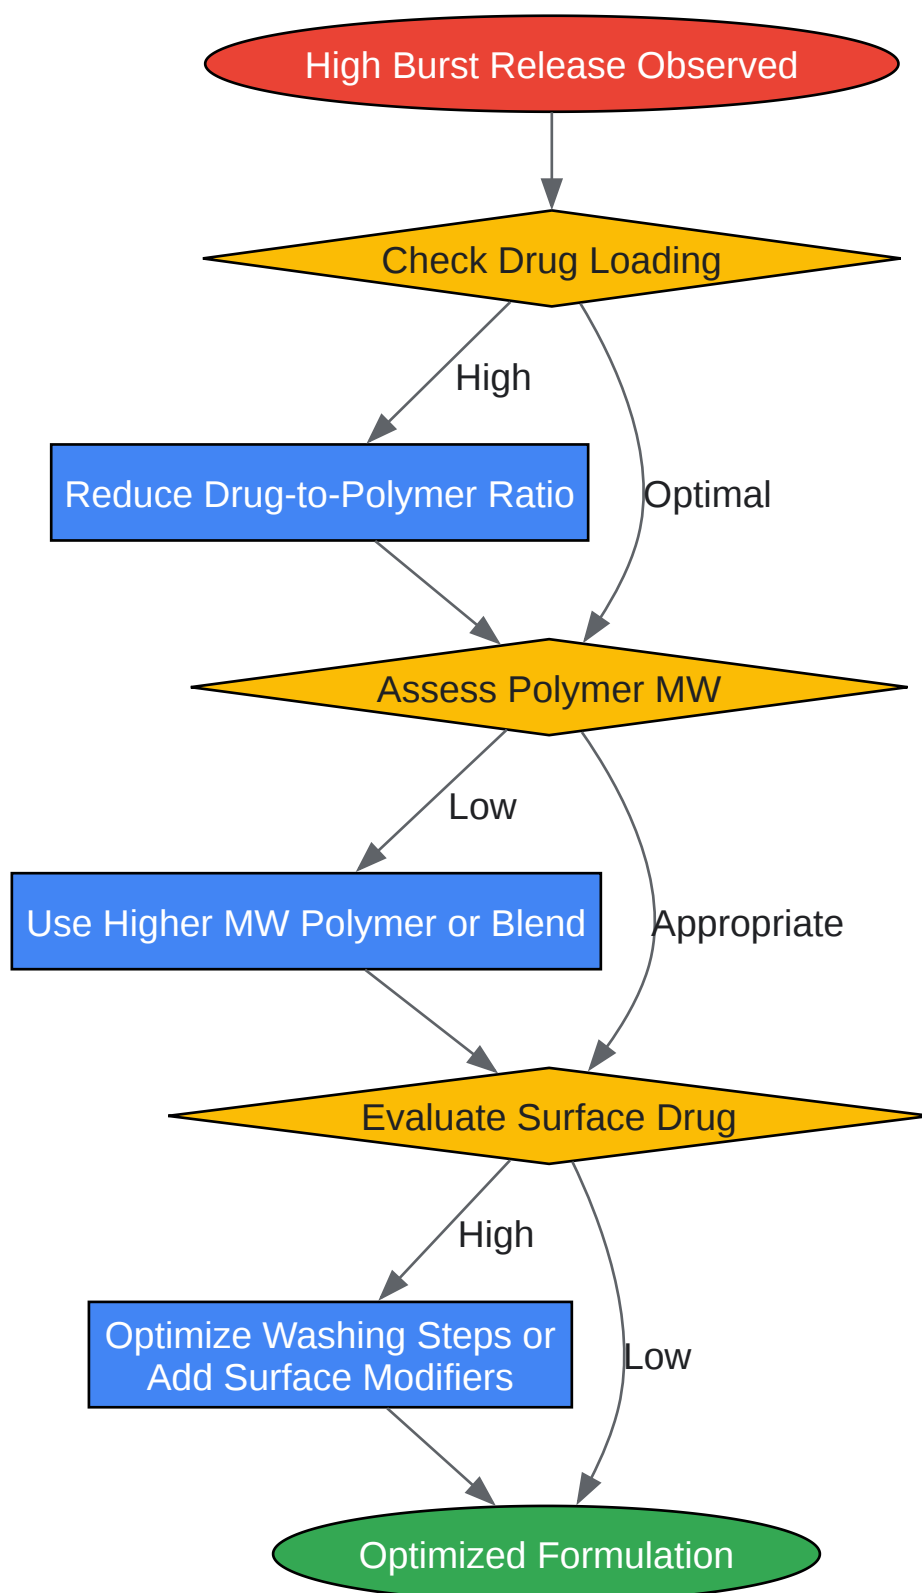 High Burst Release Observed
Check Drug Loading
High
Reduce Drug-to-Polymer Ratio
Optimal
Assess Polymer MW
Low
Use Higher MW Polymer or Blend
Appropriate
Evaluate Surface Drug
High
Optimize Washing Steps or
Add Surface Modifiers
Low
Optimized Formulation